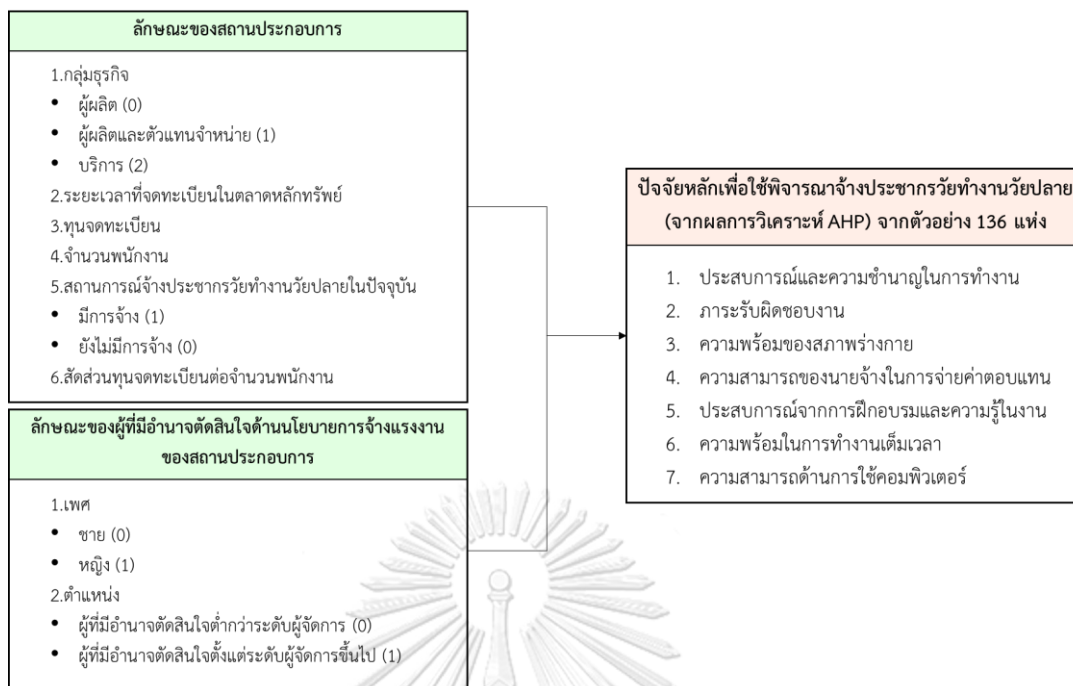 ลักษณะของสถานประกอบการ
1.กลุ่มธุรกิจ
• ผู้ผลิต (0)
• ผู้ผลิตและตัวแทนจำหน่าย (1)
• บริการ (2)
2.ระยะเวลาที่จดทะเบียนในตลาดหลักทรัพย์
3.ทุนจดทะเบียน
4.จำนวนพนักงาน
5.สถานการณ์จ้างประชากรวัยทำงานวัยปลายในปัจจุบัน
• มีการจ้าง (1)
• ยังไม่มีการจ้าง (0)
6.สัดส่วนทุนจดทะเบียนต่อจำนวนพนักงาน
ลักษณะของผู้ที่มีอำนาจตัดสินใจด้านนโยบายการจ้างแรงงาน
ของสถานประกอบการ
1.เพศ
• ชาย (0)
• หญิง (1)
2.ตำแหน่ง
• ผู้ที่มีอำนาจตัดสินใจต่ำกว่าระดับผู้จัดการ (0)
• ผู้ที่มีอำนาจตัดสินใจตั้งแต่ระดับผู้จัดการขึ้นไป (1)
ปัจจัยหลักเพื่อใช้พิจารณาจ้างประชากรวัยทำงานวัยปลาย
(จากผลการวิเคราะห์ AHP) จากตัวอย่าง 136 แห่ง
1. ประสบการณ์และความชำนาญในการทำงาน
2. ภาระรับผิดชอบงาน
3. ความพร้อมของสภาพร่างกาย
4. ความสามารถของนายจ้างในการจ่ายค่าตอบแทน
5. ประสบการณ์จากการฝึกอบรมและความรู้ในงาน
6. ความพร้อมในการทำงานเต็มเวลา
7. ความสามารถด้านการใช้คอมพิวเตอร์